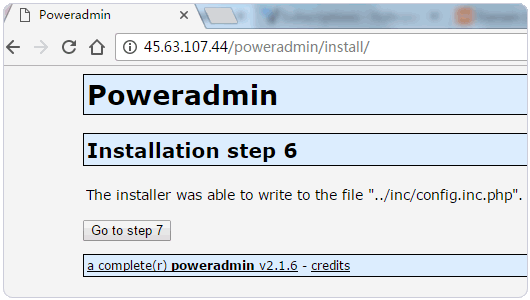 Poweradmin
45.63.107.44/poweradmin/install/
Poweradmin
Installation step 6
The installer was able to write to the file "../inc/config.inc.php".
Go to step 7
a complete(r) poweradmin v2.1.6 - credits